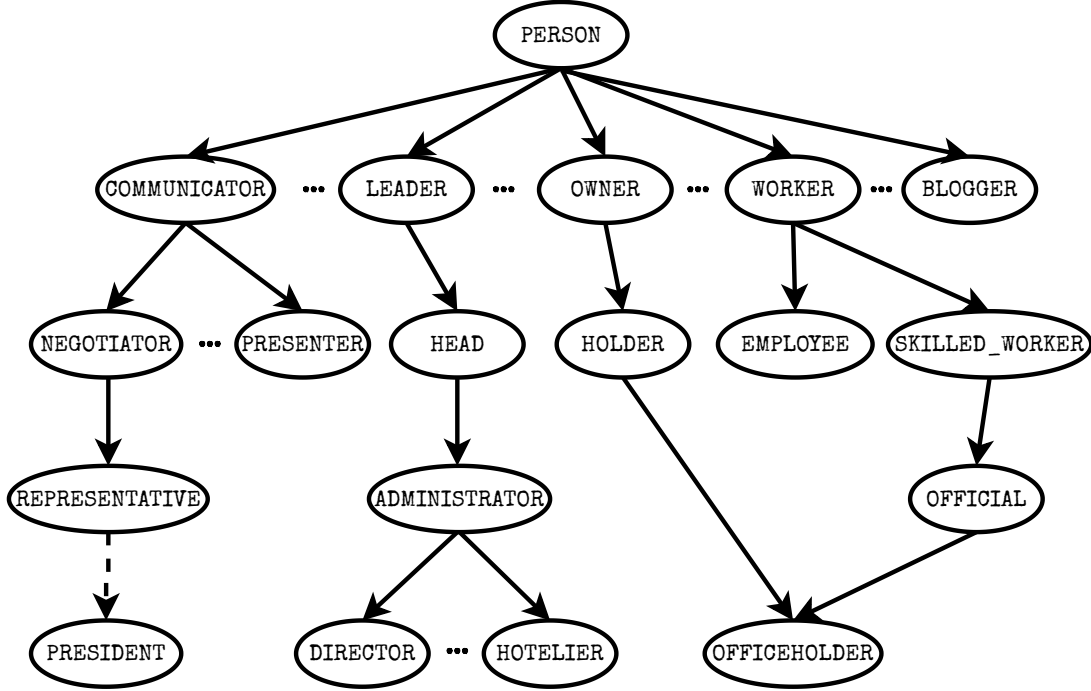 PERSON
COMMUNICATOR ... LEADER ... OWNER ... WORKER ... BLOGGER
NEGOTIATOR ... PRESENTER HEAD HOLDER EMPLOYEE SKILLED_WORKER
REPRESENTATIVE ADMINISTRATOR OFFICIAL
PRESIDENT DIRECTOR ... HOTELIER OFFICEHOLDER